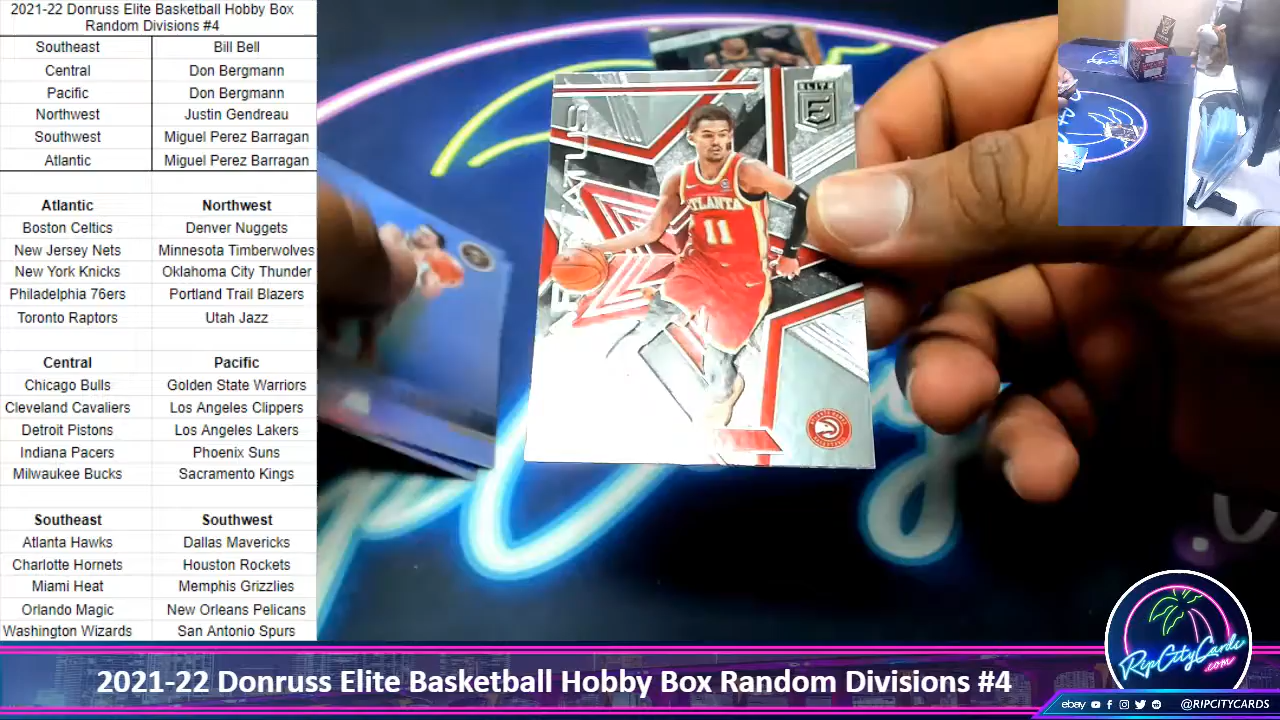 2021-22 Donruss Elite Basketball Hobby Box
Random Divisions #4
Southeast Bill Bell
Central Don Bergmann
Pacific Don Bergmann
Northwest Justin Gendreau
Southwest Miguel Perez Barragan
Atlantic Miguel Perez Barragan
Atlantic Northwest
Boston Celtics Denver Nuggets
New Jersey Nets Minnesota Timberwolves
New York Knicks Oklahoma City Thunder
Philadelphia 76ers Portland Trail Blazers
Toronto Raptors Utah Jazz
Central Pacific
Chicago Bulls Golden State Warriors
Cleveland Cavaliers Los Angeles Clippers
Detroit Pistons Los Angeles Lakers
Indiana Pacers Phoenix Suns
Milwaukee Bucks Sacramento Kings
Southeast Southwest
Atlanta Hawks Dallas Mavericks
Charlotte Hornets Houston Rockets
Miami Heat Memphis Grizzlies
Orlando Magic New Orleans Pelicans
Washington Wizards San Antonio Spurs
ELITE
E
ATLANTA
11
RipCityCards
.com
2021-22 Donruss Elite Basketball Hobby Box Random Divisions #4
ebay @RIPCITYCARDS